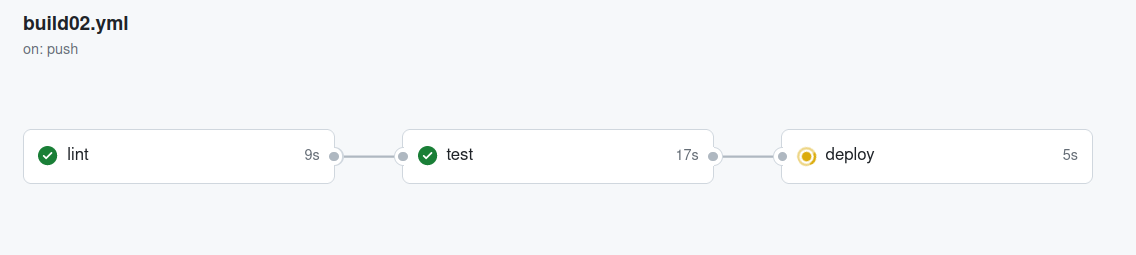 build02.yml
on: push
lint 9s
test 17s
deploy 5s